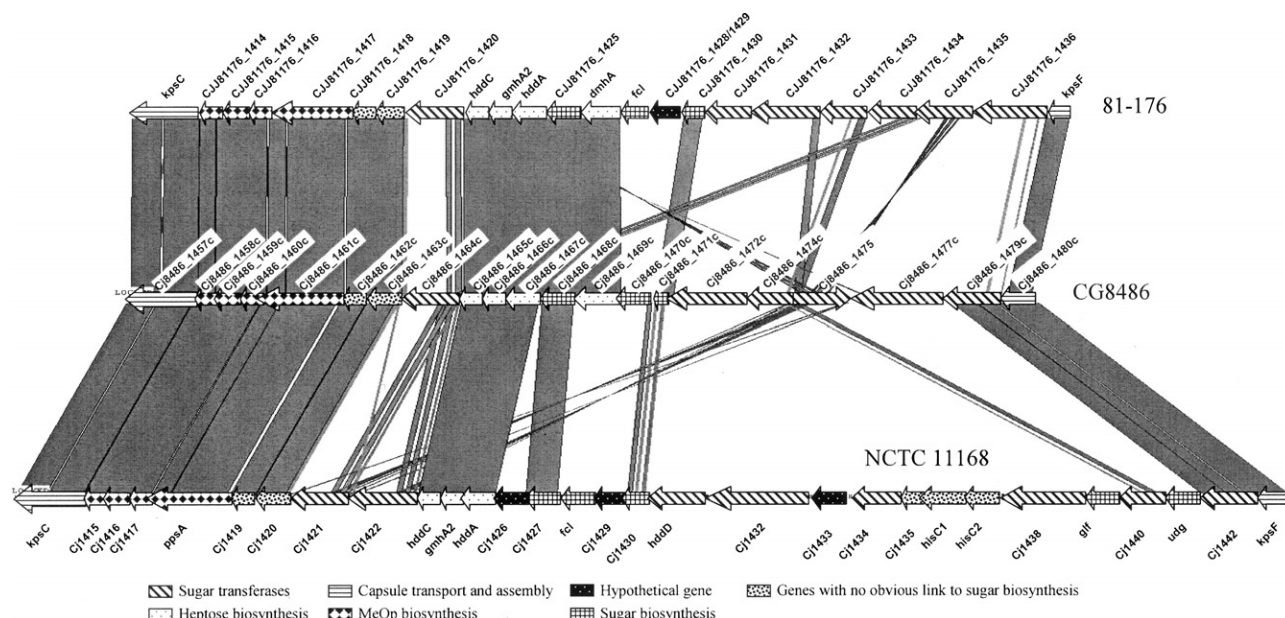 kpsC CJJ81176_1414 CJJ81176_1415 CJJ81176_1416 CJJ81176_1417 CJJ81176_1418 CJJ81176_1419 CJJ81176_1420 hddC gmhA2 hddA CJJ81176_1425 dmhA fcl CJJ81176_1428/1429 CJJ81176_1430 CJJ81176_1431 CJJ81176_1432 CJJ81176_1433 CJJ81176_1434 CJJ81176_1435 CJJ81176_1436 kpsF
81-176
Cj8486_1457c Cj8486_1458c Cj8486_1459c Cj8486_1460c Cj8486_1461c Cj8486_1462c Cj8486_1463c Cj8486_1464c Cj8486_1465c Cj8486_1466c Cj8486_1467c Cj8486_1468c Cj8486_1469c Cj8486_1470c Cj8486_1471c Cj8486_1472c Cj8486_1474c Cj8486_1475 Cj8486_1477c Cj8486_1479c Cj8486_1480c
CG8486
NCTC 11168
kpsC Cj1415 Cj1416 Cj1417 ppsA Cj1419 Cj1420 Cj1421 Cj1422 hddC gmhA2 hddA Cj1426 Cj1427 fcl Cj1429 Cj1430 hddD Cj1432 Cj1433 Cj1434 Cj1435 hisC1 hisC2 Cj1438 glf Cj1440 udg Cj1442 kpsF
Sugar transferases Capsule transport and assembly Hypothetical gene Genes with no obvious link to sugar biosynthesis
Heptose biosynthesis MeOp biosynthesis Sugar biosynthesis